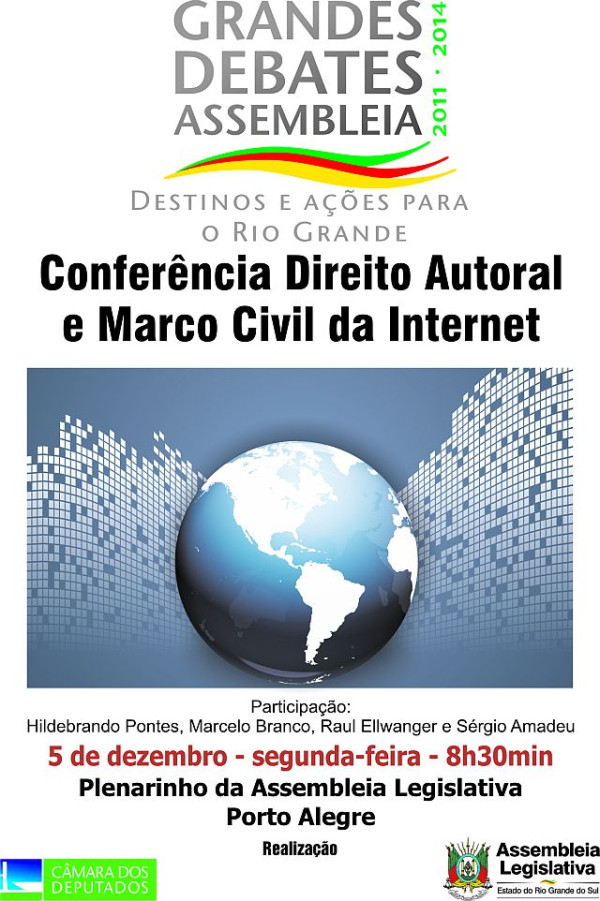 GRANDES
DEBATES
ASSEMBLEIA
2011 · 2014
DESTINOS E AÇÕES PARA
O RIO GRANDE
Conferência Direito Autoral
e Marco Civil da Internet
Participação:
Hildebrando Pontes, Marcelo Branco, Raul Ellwanger e Sérgio Amadeu
5 de dezembro - segunda-feira - 8h30min
Plenarinho da Assembleia Legislativa
Porto Alegre
Realização
CÂMARA DOS
DEPUTADOS
Assembleia
Legislativa
Estado do Rio Grande do Sul